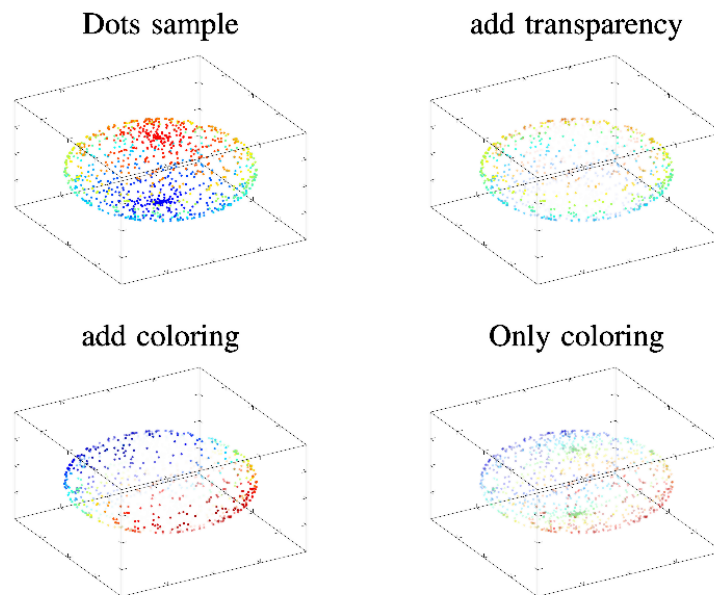 Dots sample
add transparency
add coloring
Only coloring